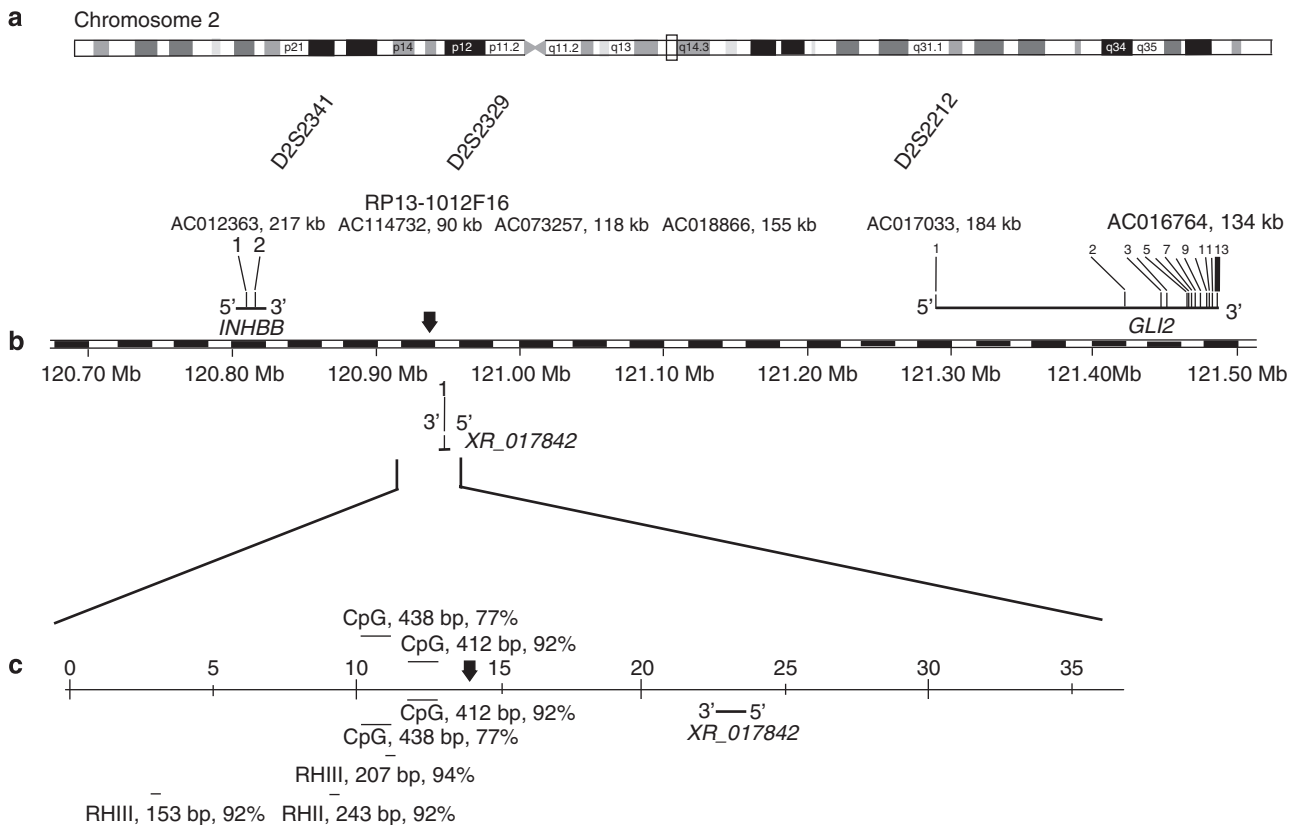 a Chromosome 2
p21 p14 p12 p11.2 q11.2 q13 q14.3 q31.1 q34 q35
D2S2341 D2S2329 D2S2212
RP13-1012F16
AC012363, 217 kb AC114732, 90 kb AC073257, 118 kb AC018866, 155 kb AC017033, 184 kb AC016764, 134 kb
1 2 1 2 3 5 7 9 11 13
5' 3' 5' 3'
INHBB GLI2
b
120.70 Mb 120.80 Mb 120.90 Mb 121.00 Mb 121.10 Mb 121.20 Mb 121.30 Mb 121.40Mb 121.50 Mb
1
3' 5'
XR_017842
CpG, 438 bp, 77%
CpG, 412 bp, 92%
c 0 5 10 15 20 25 30 35
CpG, 412 bp, 92% 3' 5'
CpG, 438 bp, 77% XR_017842
RHIII, 207 bp, 94%
RHIII, 153 bp, 92% RHII, 243 bp, 92%